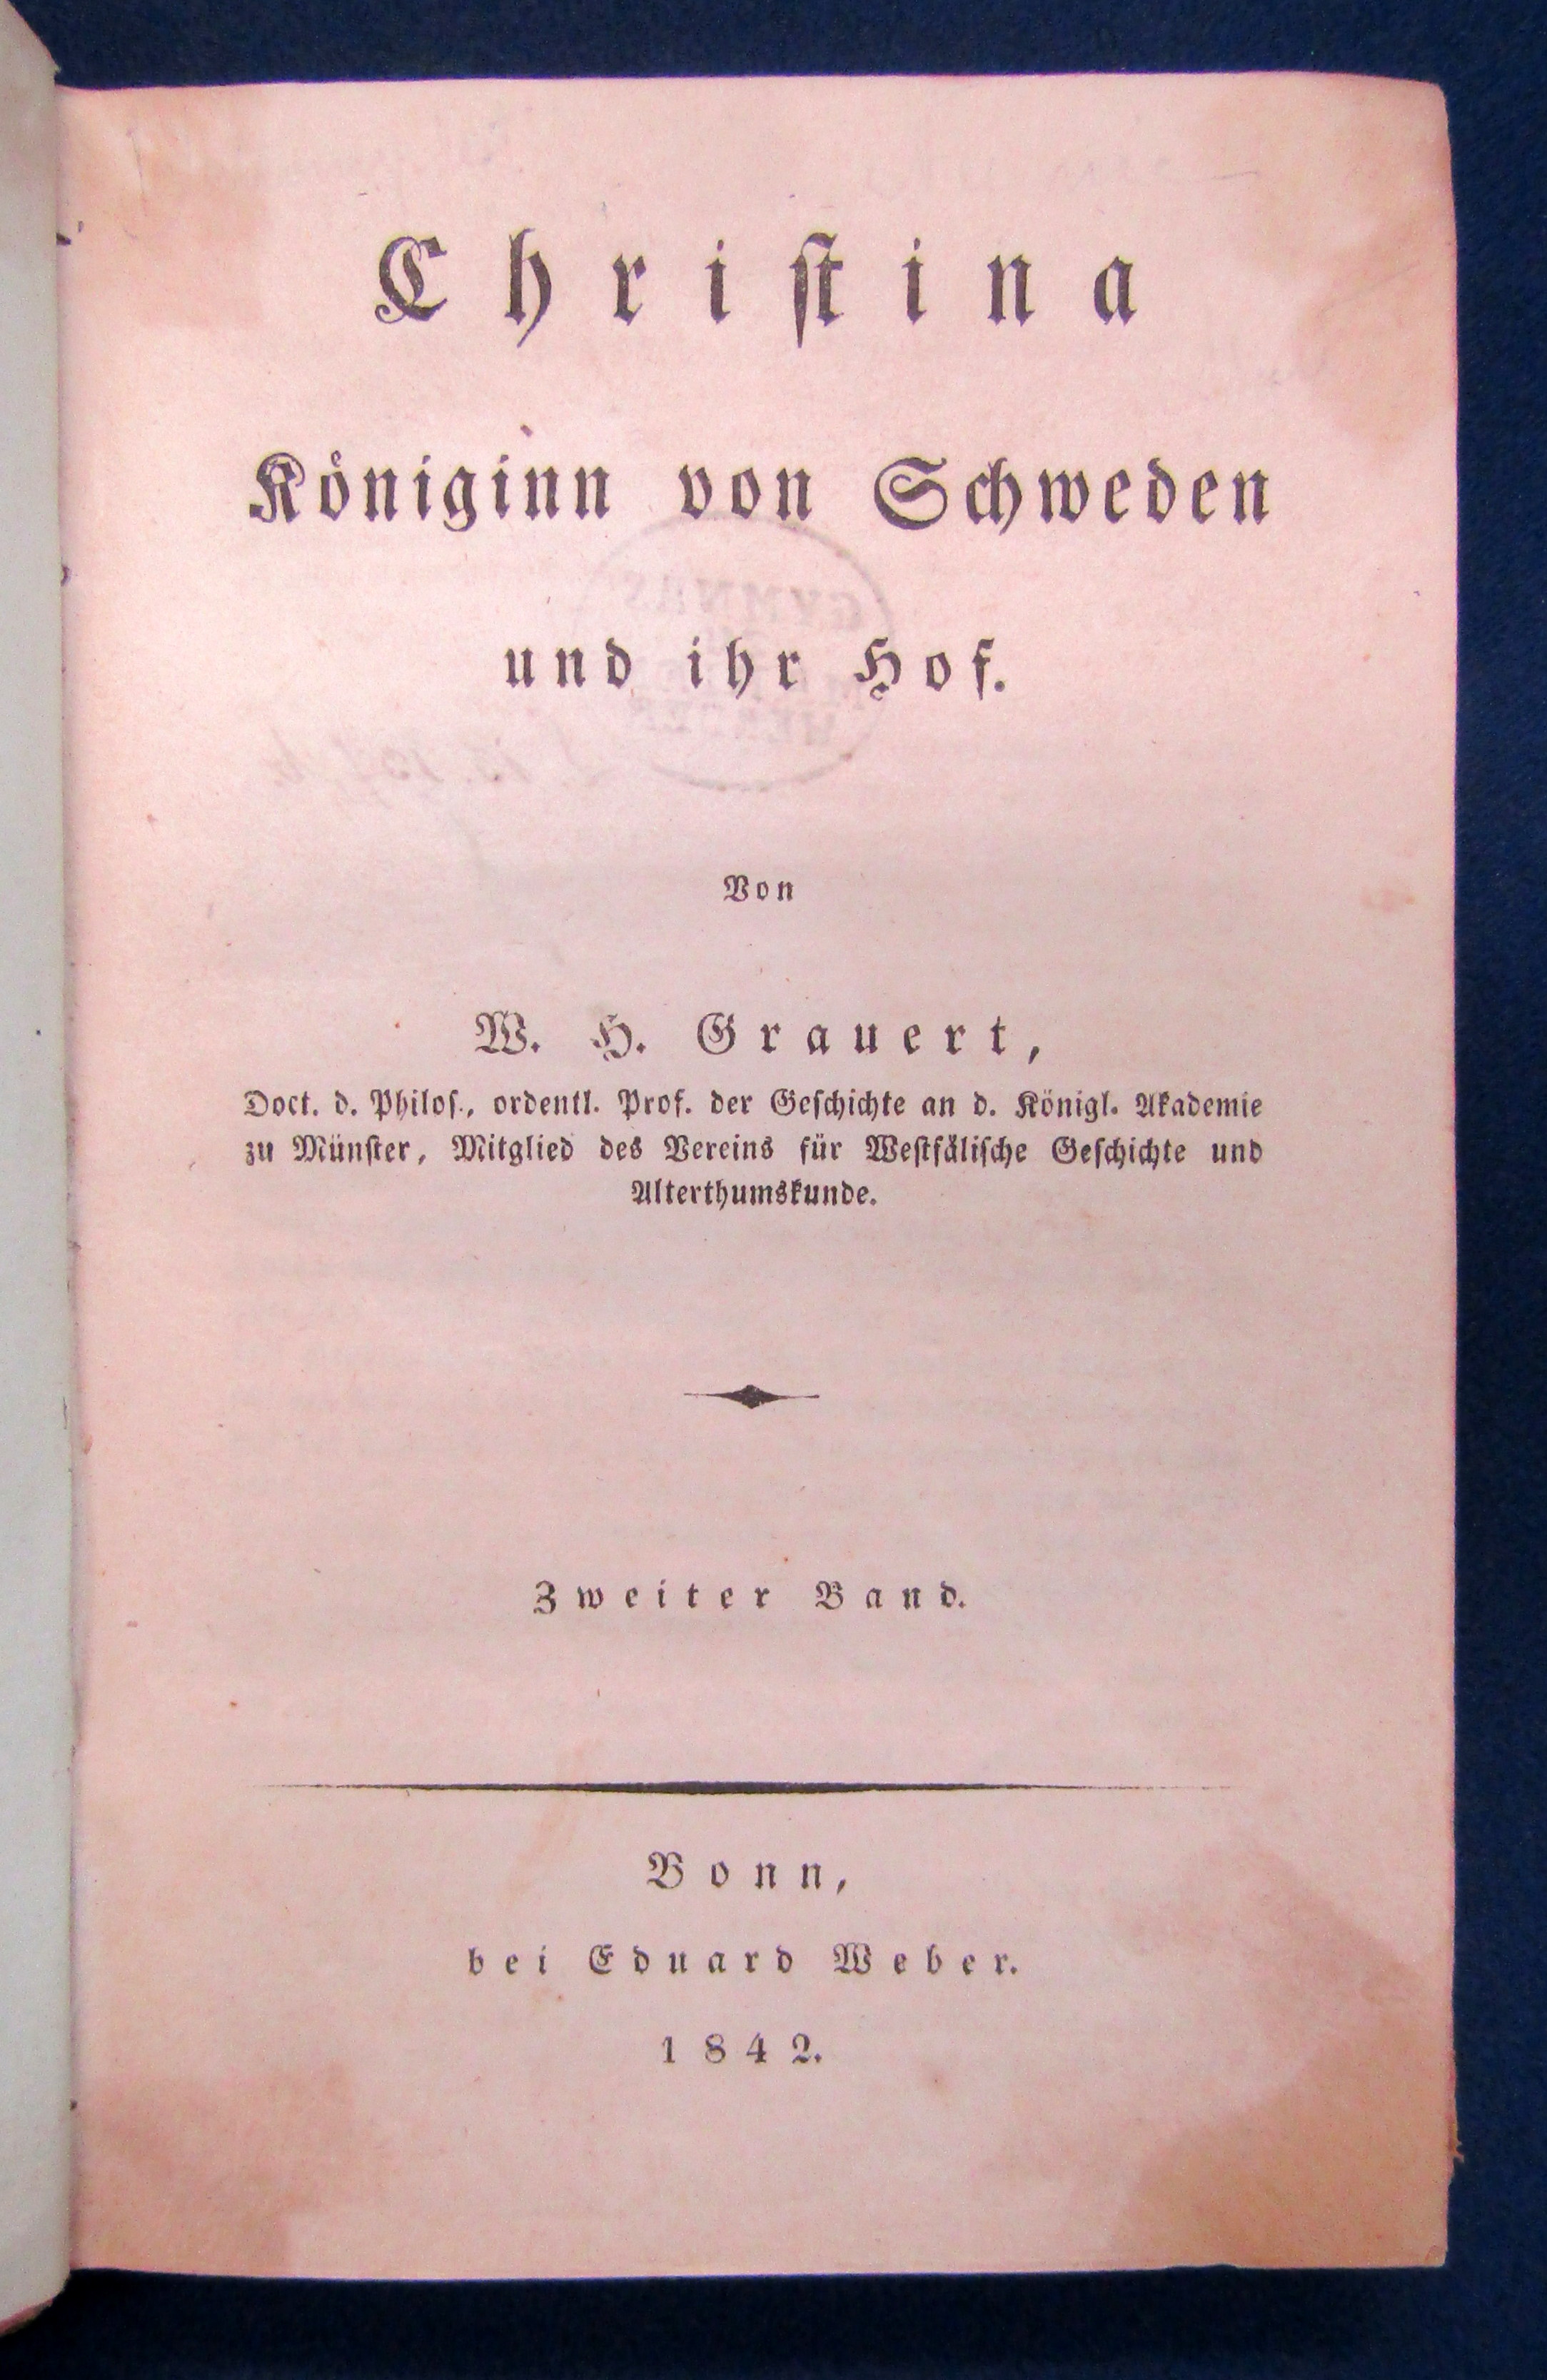 Chriſtina
Königinn von Schweden
und ihr Hof.
Von
W. H. Grauert,
Doct. d. Philoſ., ordentl. Prof. der Geſchichte an d. Königl. Akademie
zu Münſter, Mitglied des Vereins für Weſtfäliſche Geſchichte und
Alterthumskunde.
Zweiter Band.
Bonn,
bei Eduard Weber.
1842.